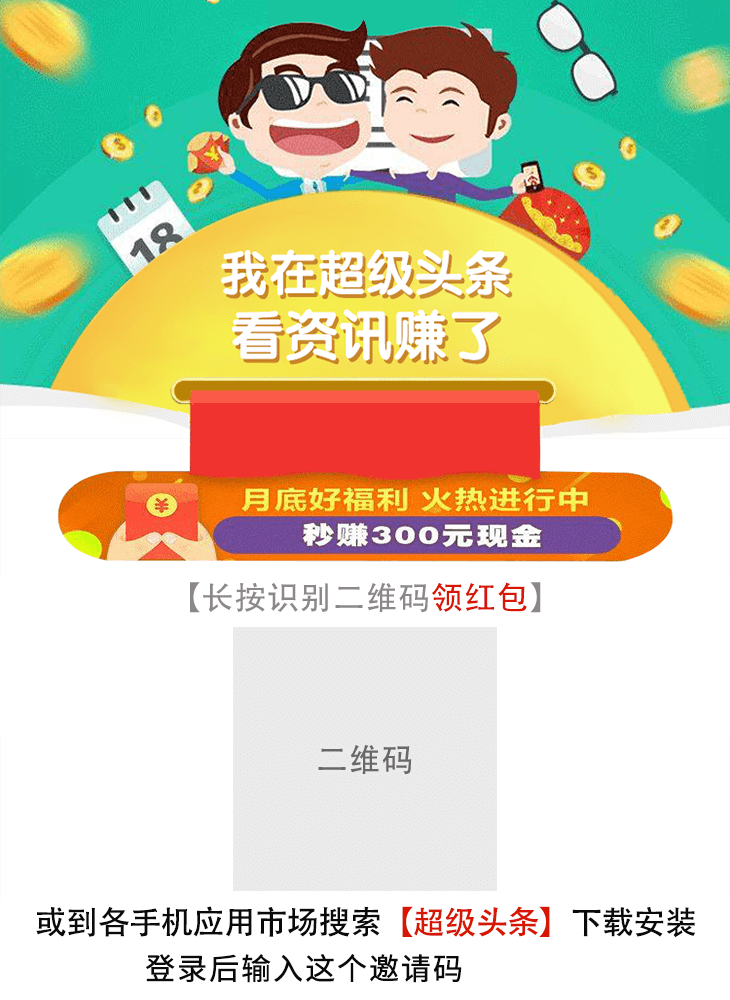 18
我在超级头条
看资讯赚了
月底好福利 火热进行中
秒赚300元现金
【长按识别二维码领红包】
二维码
或到各手机应用市场搜索【超级头条】下载安装
登录后输入这个邀请码